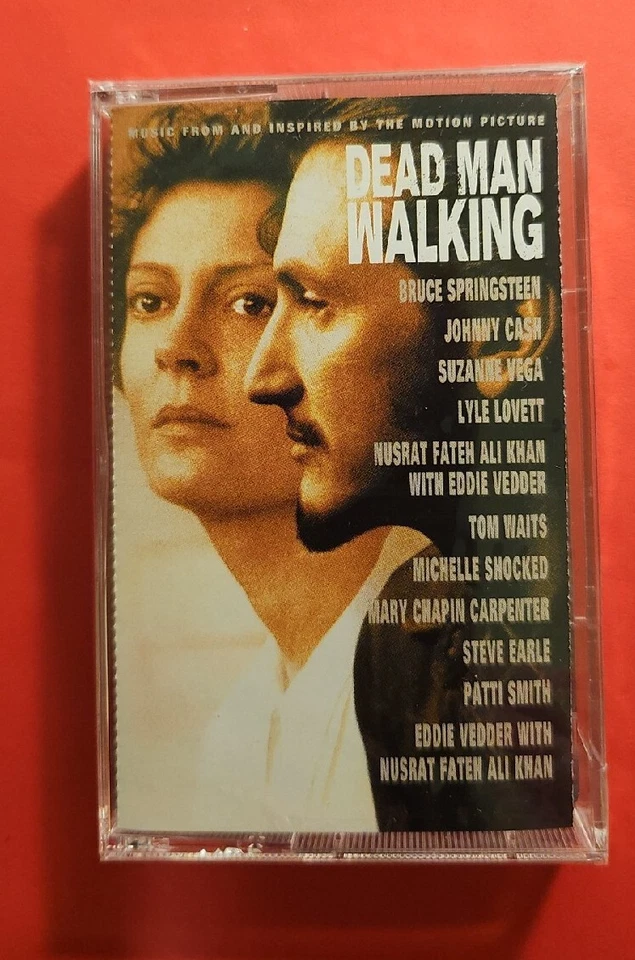 MUSIC FROM AND INSPIRED BY THE MOTION PICTURE
DEAD MAN
WALKING
BRUCE SPRINGSTEEN
JOHNNY CASH
SUZANNE VEGA
LYLE LOVETT
NUSRAT FATEH ALI KHAN
WITH EDDIE VEDDER
TOM WAITS
MICHELLE SHOCKED
MARY CHAPIN CARPENTER
STEVE EARLE
PATTI SMITH
EDDIE VEDDER WITH
NUSRAT FATEH ALI KHAN